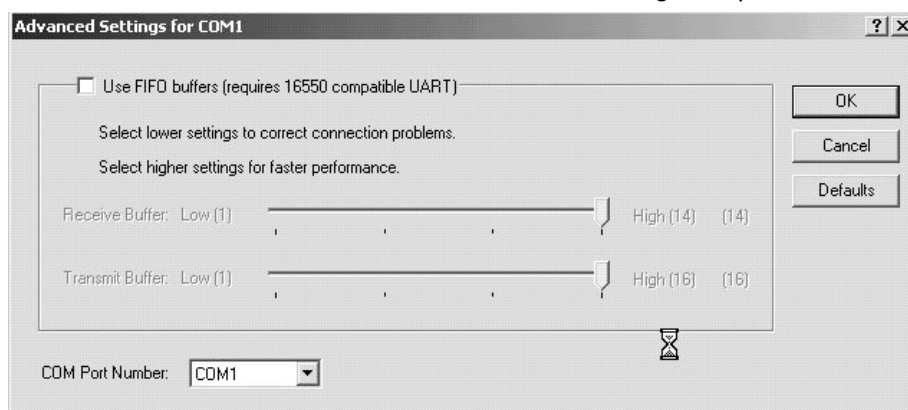 Advanced Settings for COM1
Use FIFO buffers (requires 16550 compatible UART)
OK
Select lower settings to correct connection problems.
Cancel
Select higher settings for faster performance.
Defaults
Receive Buffer: Low (1) High (14) (14)
Transmit Buffer: Low (1) High (16) (16)
COM Port Number: COM1